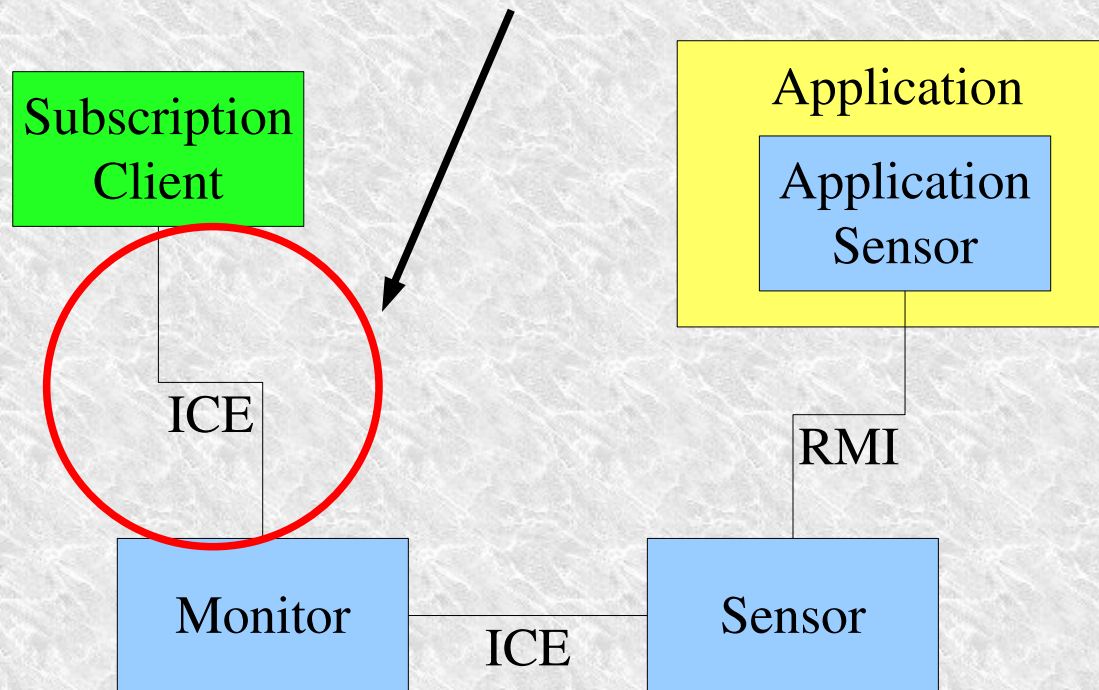 Subscription
Client
Application
Application
Sensor
ICE
RMI
Monitor
ICE
Sensor